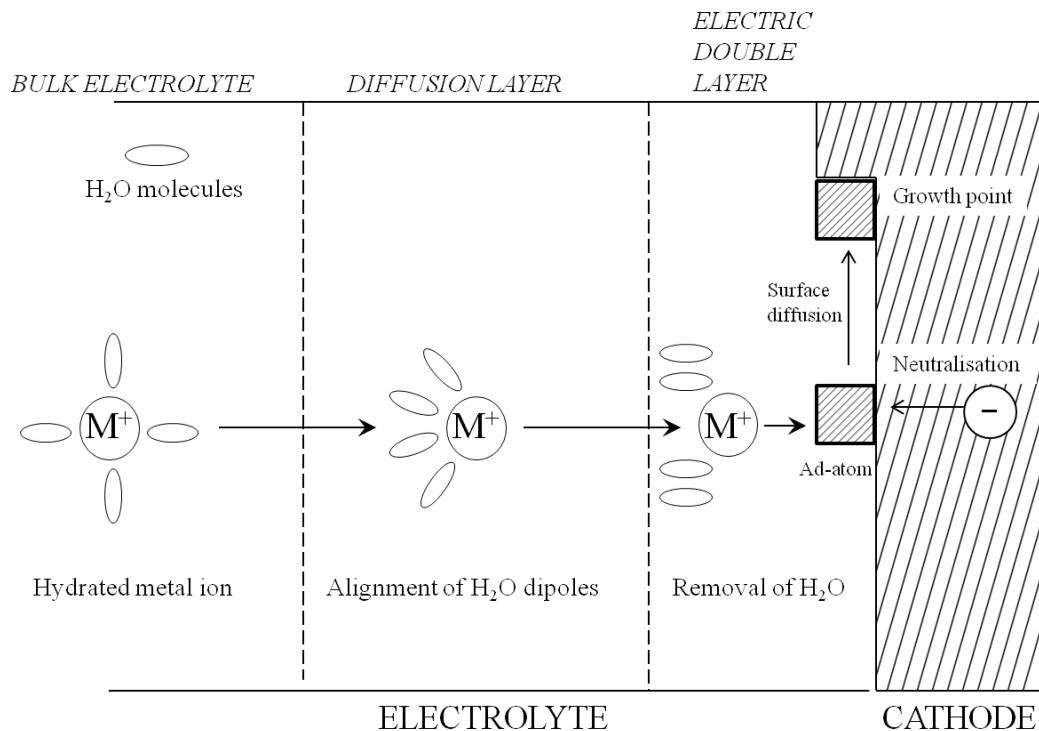 ELECTRIC
DOUBLE
LAYER
BULK ELECTROLYTE
DIFFUSION LAYER
H₂O molecules
Growth point
Surface
diffusion
Neutralisation
M⁺
M⁺
M⁺
-
Ad-atom
Hydrated metal ion
Alignment of H₂O dipoles
Removal of H₂O
ELECTROLYTE
CATHODE